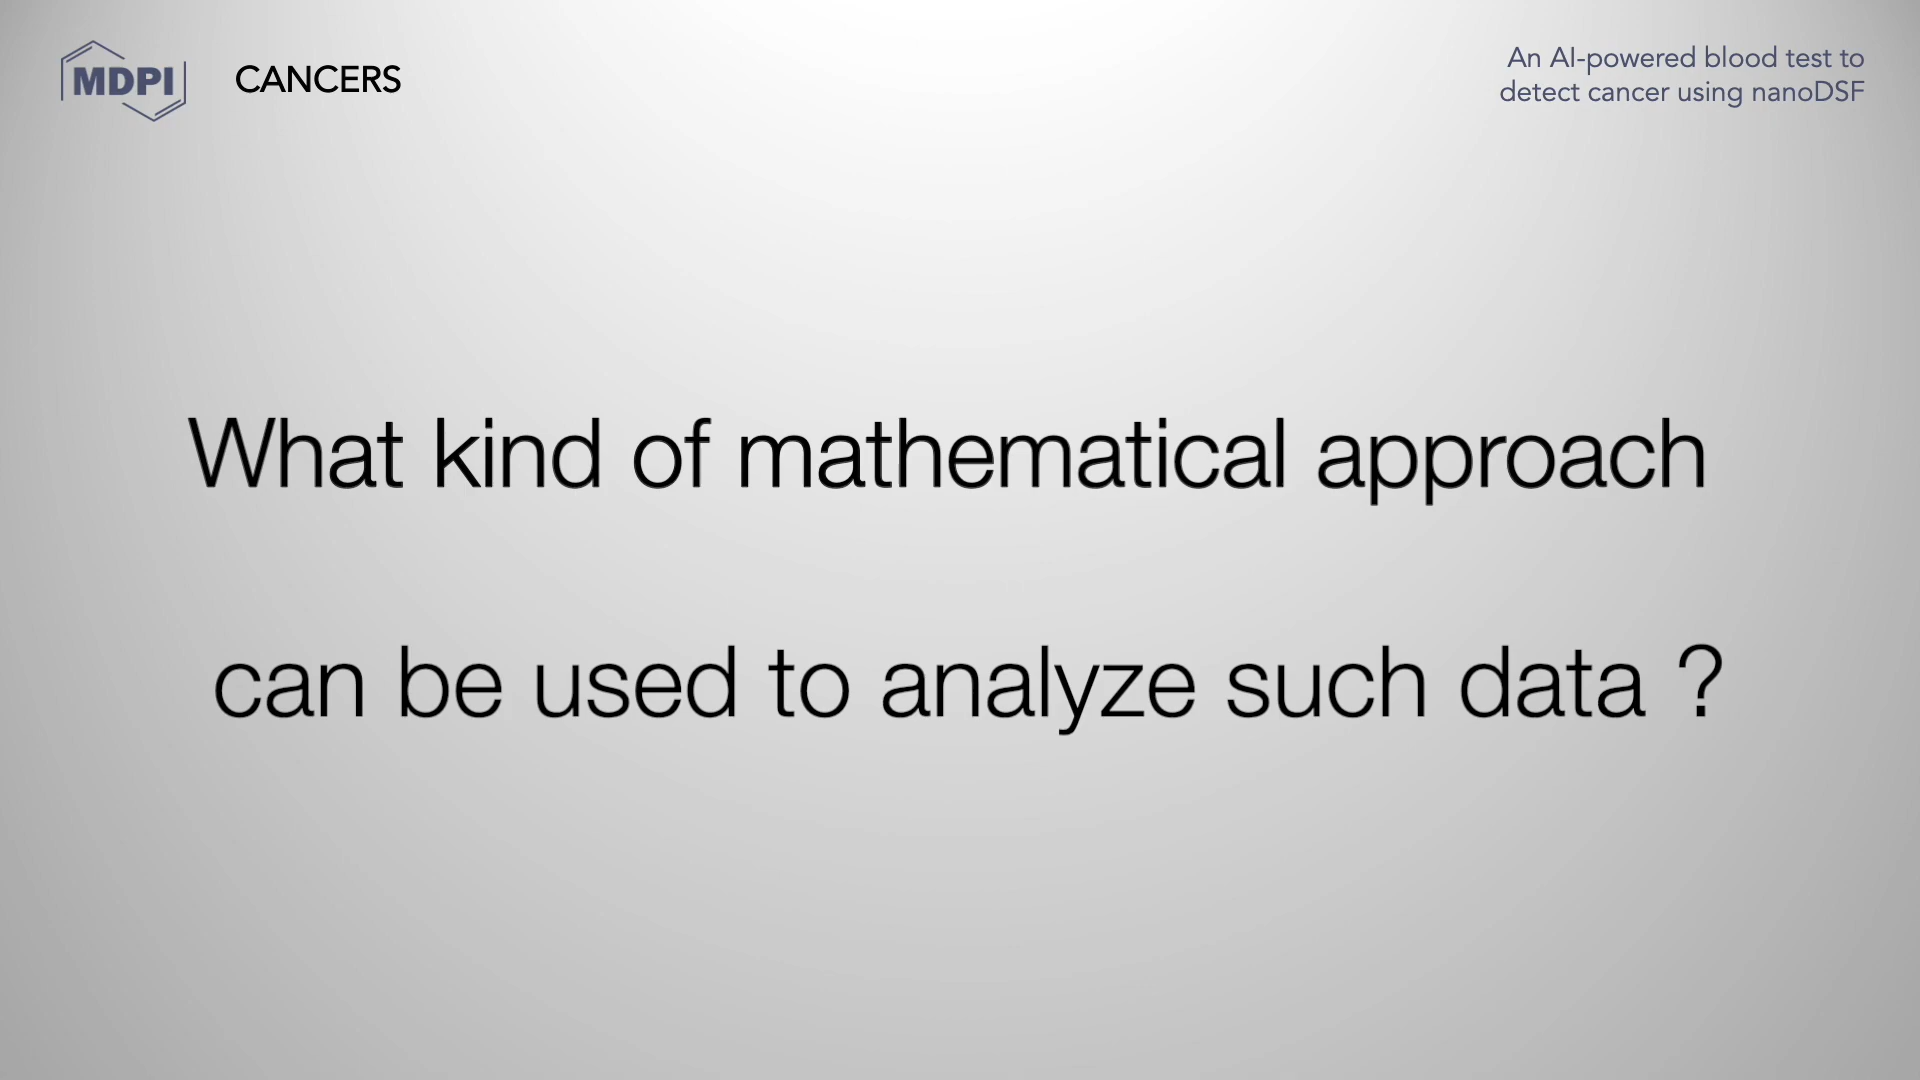 MDPI
CANCERS
An AI-powered blood test to
detect cancer using nanoDSF
What kind of mathematical approach
can be used to analyze such data ?